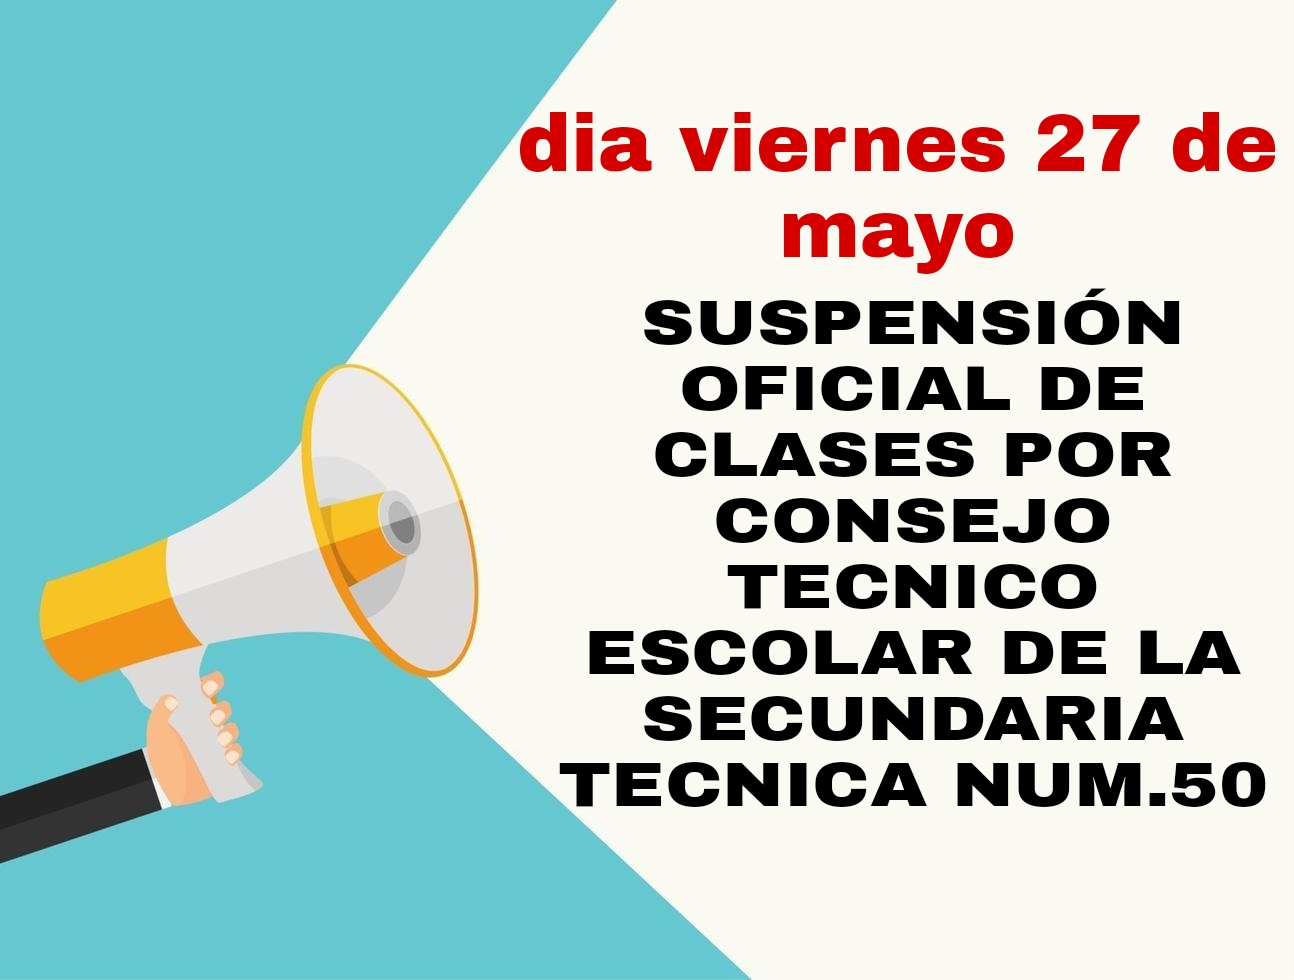 dia viernes 27 de
mayo
SUSPENSIÓN
OFICIAL DE
CLASES POR
CONSEJO
TECNICO
ESCOLAR DE LA
SECUNDARIA
TECNICA NUM.50